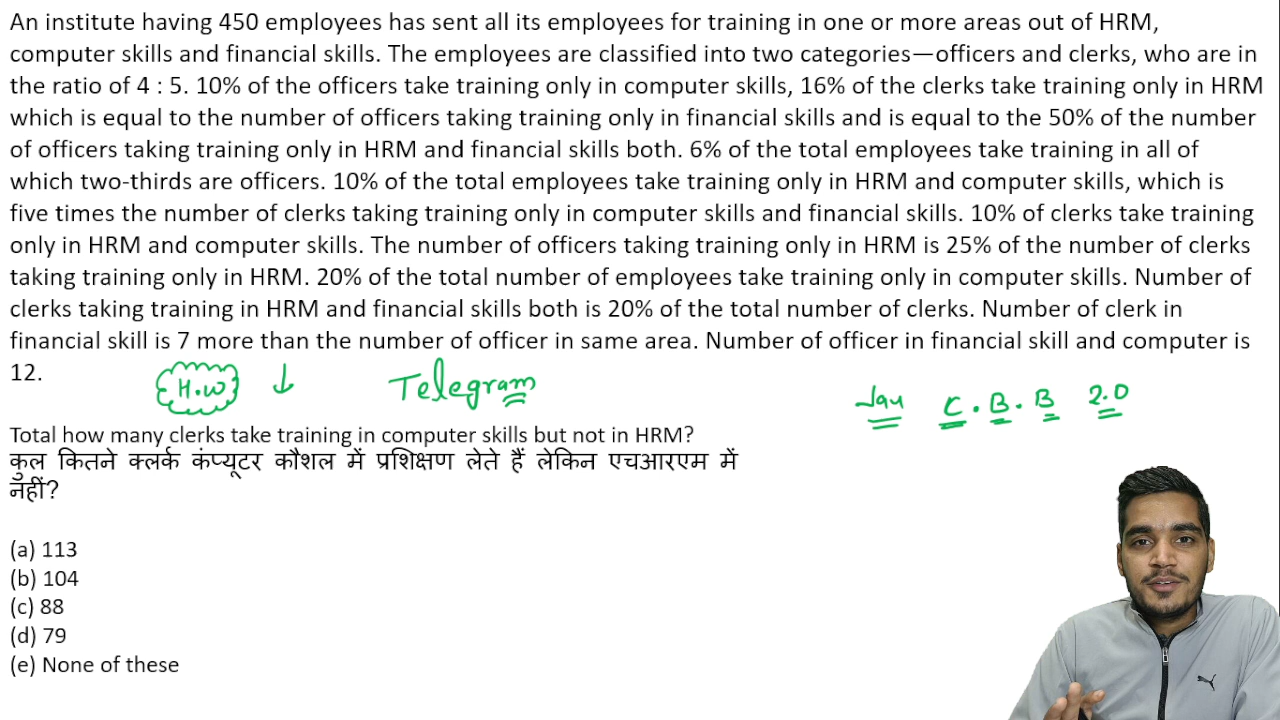 An institute having 450 employees has sent all its employees for training in one or more areas out of HRM,
computer skills and financial skills. The employees are classified into two categories—officers and clerks, who are in
the ratio of 4 : 5. 10% of the officers take training only in computer skills, 16% of the clerks take training only in HRM
which is equal to the number of officers taking training only in financial skills and is equal to the 50% of the number
of officers taking training only in HRM and financial skills both. 6% of the total employees take training in all of
which two-thirds are officers. 10% of the total employees take training only in HRM and computer skills, which is
five times the number of clerks taking training only in computer skills and financial skills. 10% of clerks take training
only in HRM and computer skills. The number of officers taking training only in HRM is 25% of the number of clerks
taking training only in HRM. 20% of the total number of employees take training only in computer skills. Number of
clerks taking training in HRM and financial skills both is 20% of the total number of clerks. Number of clerk in
financial skill is 7 more than the number of officer in same area. Number of officer in financial skill and computer is
12.
H.W ↓ Telegram
Jay C.B.B 2.0
Total how many clerks take training in computer skills but not in HRM?
कुल कितने क्लर्क कंप्यूटर कौशल में प्रशिक्षण लेते हैं लेकिन एचआरएम में
नहीं?
(a) 113
(b) 104
(c) 88
(d) 79
(e) None of these